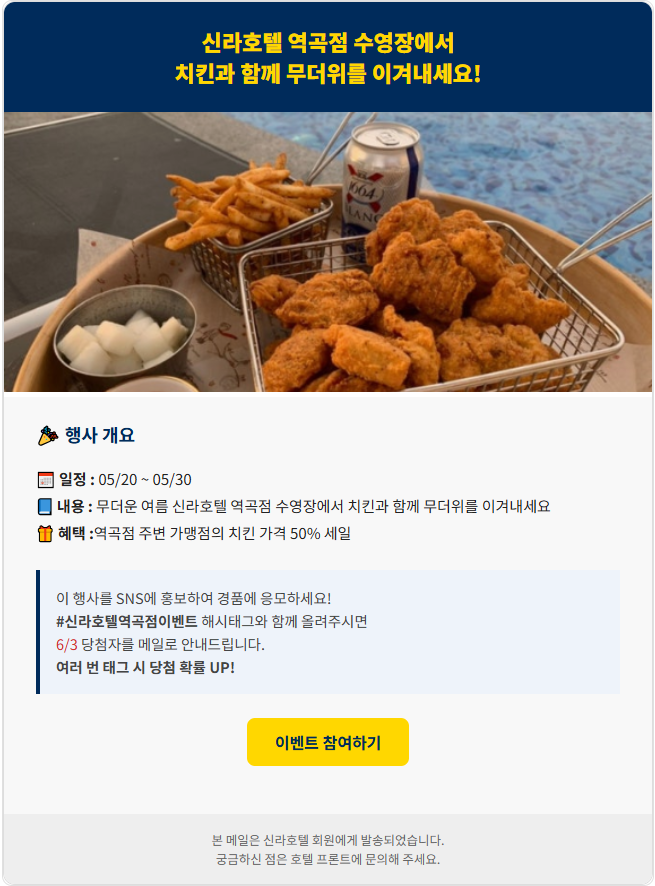 신라호텔 역곡점 수영장에서
치킨과 함께 무더위를 이겨내세요!
1664
BLANC
행사 개요
일정 : 05/20 ~ 05/30
내용 : 무더운 여름 신라호텔 역곡점 수영장에서 치킨과 함께 무더위를 이겨내세요
혜택 :역곡점 주변 가맹점의 치킨 가격 50% 세일
이 행사를 SNS에 홍보하여 경품에 응모하세요!
#신라호텔역곡점이벤트 해시태그와 함께 올려주시면
6/3 당첨자를 메일로 안내드립니다.
여러 번 태그 시 당첨 확률 UP!
이벤트 참여하기
본 메일은 신라호텔 회원에게 발송되었습니다.
궁금하신 점은 호텔 프론트에 문의해 주세요.